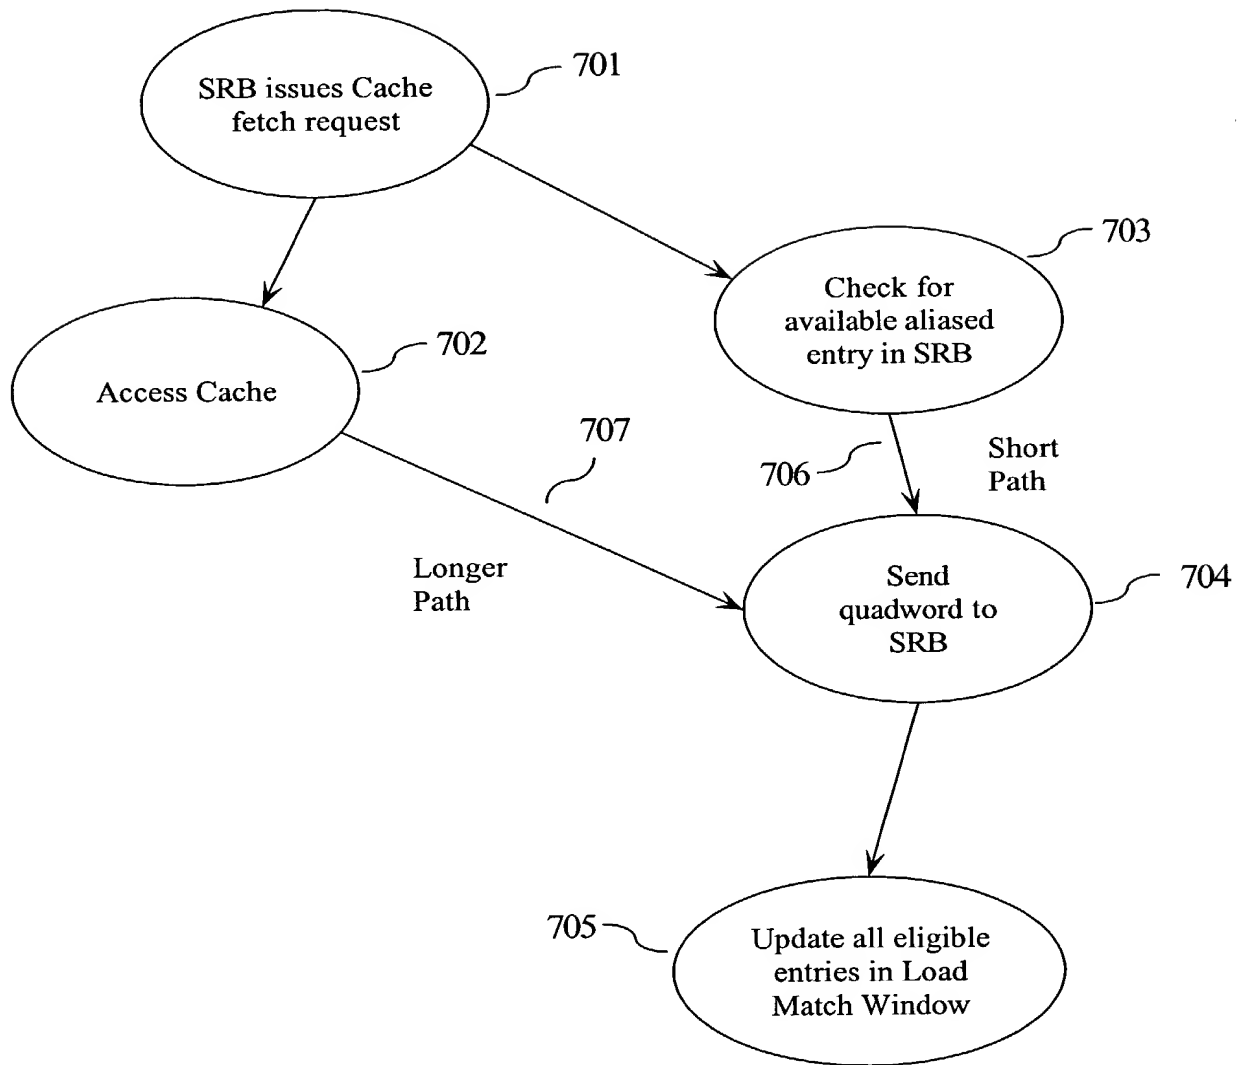 SRB issues Cache
fetch request
701
703
Check for
available aliased
entry in SRB
702
Access Cache
707
706
Short
Path
Longer
Path
Send
quadword to
SRB
704
705
Update all eligible
entries in Load
Match Window